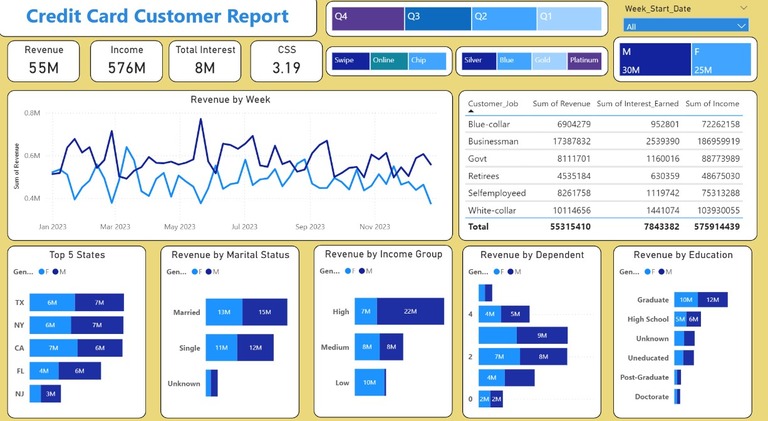 Credit Card Customer Report
Q4 Q3 Q2 Q1
Week_Start_Date
All
Revenue
55M
Income
576M
Total Interest
8M
CSS
3.19
Swipe Online Chip
Silver Blue Gold Platinum
M F
30M 25M
Revenue by Week
Sum of Revenue
0.8M
0.6M
0.4M
Jan 2023 Mar 2023 May 2023 Jul 2023 Sep 2023 Nov 2023
Customer_Job Sum of Revenue Sum of Interest_Earned Sum of Income
Blue-collar 6904279 952801 72262158
Businessman 17387832 2539390 186959919
Govt 8111701 1160016 88773989
Retirees 4535184 630359 48675030
Selfemployeed 8261758 1119742 75313288
White-collar 10114656 1441074 103930055
Total 55315410 7843382 575914439
Top 5 States
Gen... F M
TX 6M 7M
NY 6M 7M
CA 7M 6M
FL 4M 6M
NJ 3M
Revenue by Marital Status
Gen... F M
Married 13M 15M
Single 11M 12M
Unknown
Revenue by Income Group
Gen... F M
High 7M 22M
Medium 8M 8M
Low 10M
Revenue by Dependent
Gen... F M
4 4M 5M
9M
2 7M 8M
4M
0 2M 2M
Revenue by Education
Gen... F M
Graduate 10M 12M
High School 5M 6M
Unknown
Uneducated
Post-Graduate
Doctorate